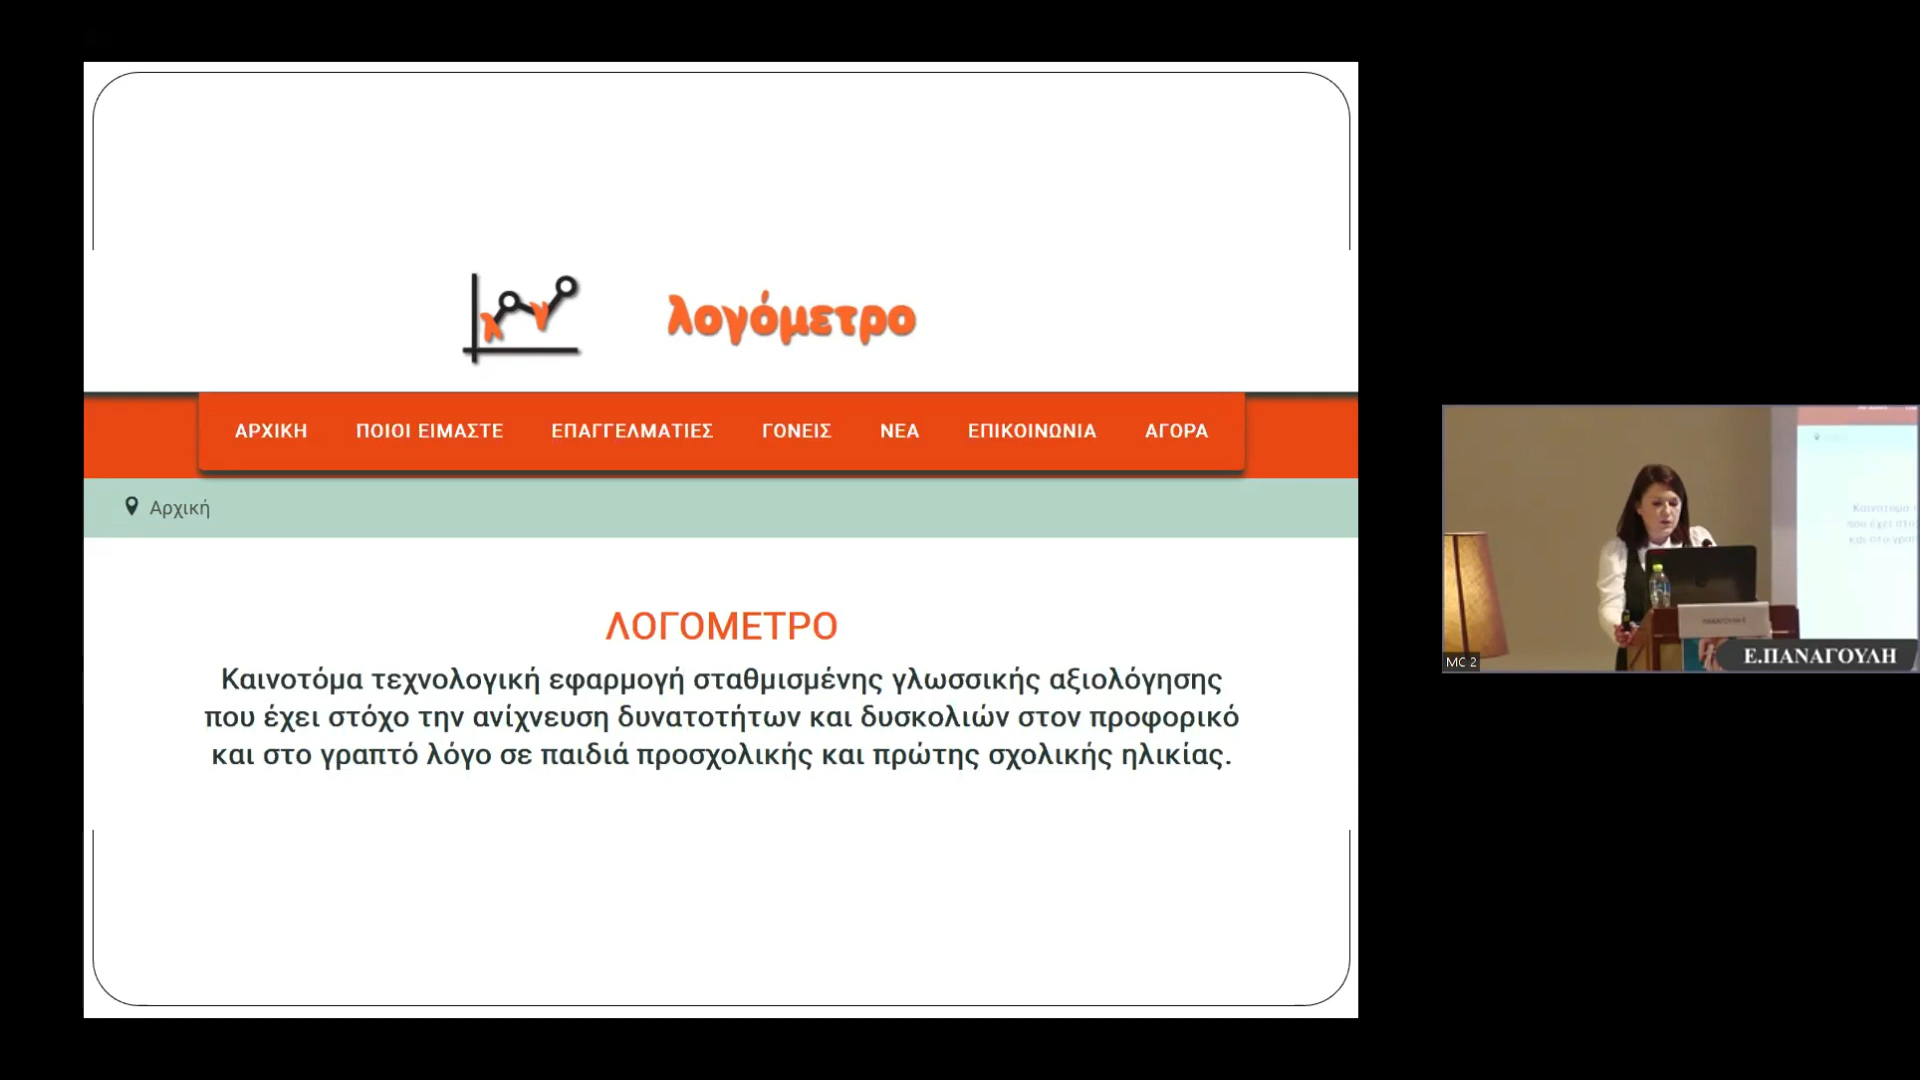 λογόμετρο
ΑΡΧΙΚΗ ΠΟΙΟΙ ΕΙΜΑΣΤΕ ΕΠΑΓΓΕΛΜΑΤΙΕΣ ΓΟΝΕΙΣ ΝΕΑ ΕΠΙΚΟΙΝΩΝΙΑ ΑΓΟΡΑ
Αρχική
ΛΟΓΟΜΕΤΡΟ
Καινοτόμα τεχνολογική εφαρμογή σταθμισμένης γλωσσικής αξιολόγησης
που έχει στόχο την ανίχνευση δυνατοτήτων και δυσκολιών στον προφορικό
και στο γραπτό λόγο σε παιδιά προσχολικής και πρώτης σχολικής ηλικίας.
MC 2
Ε.ΠΑΝΑΓΟΥΛΗ